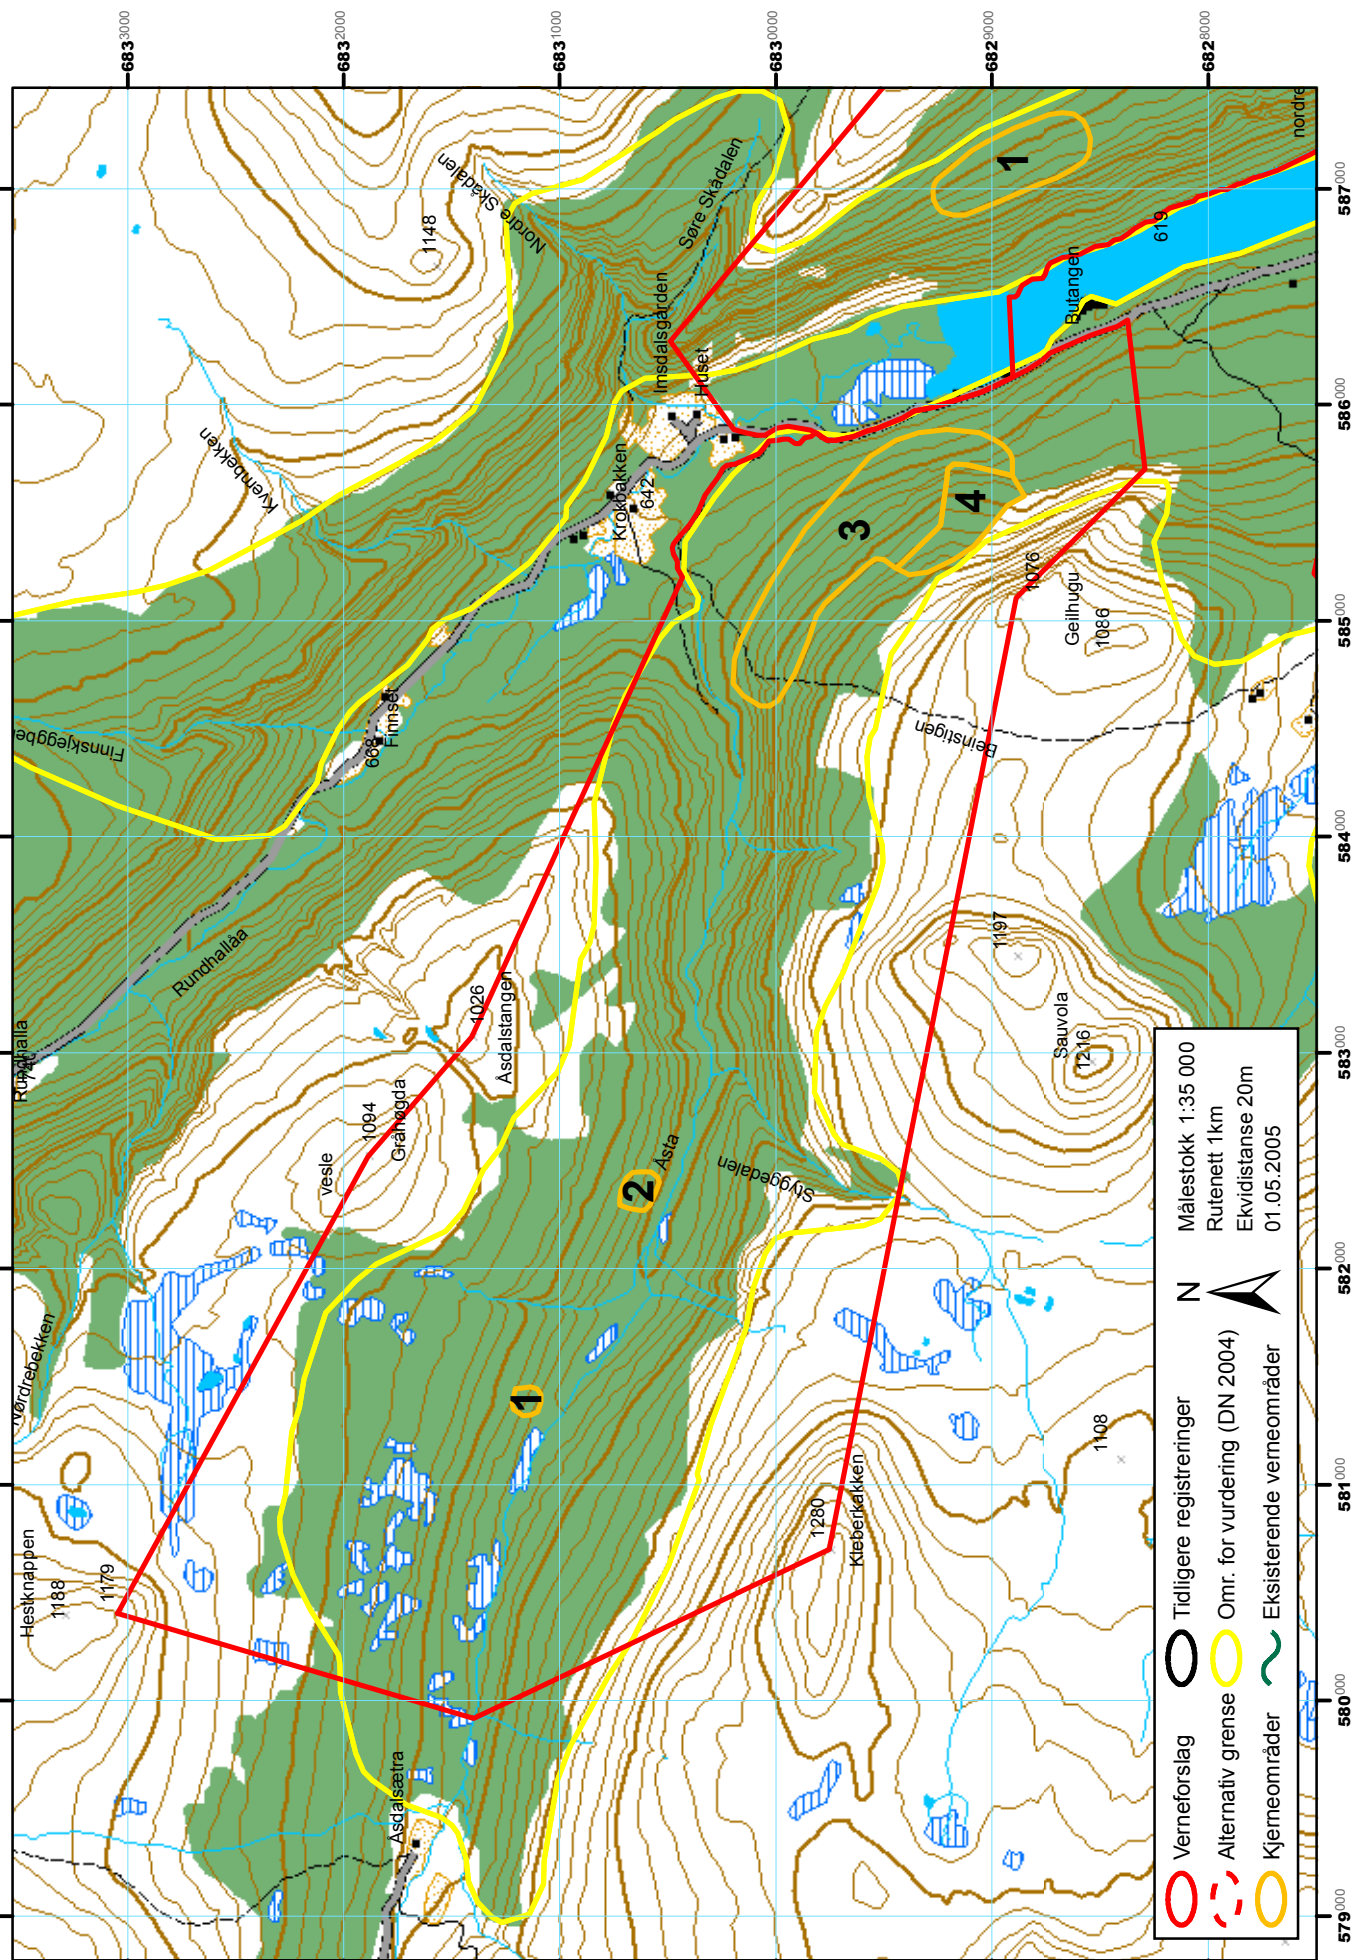 6833000
6832000
6831000
6830000
6829000
6828000
587000
586000
585000
584000
583000
582000
581000
580000
579000
Hestknappen
1188
1179
Nørdrebekken
Rundhalla
Rundhallåa
Finnskjeggber
Kvernbekken
Nordre Skådalen
1148
Søre Skådalen
Imsdalsgården
Huset
Krokbakken
642
Finnset
668
vesle
1094
Gråhøgda
1026
Åsdalstangen
Åsta
Styggedalen
Åsdalsætra
1280
Kleberkakken
1108
Sauvola
1216
1197
Beinstigen
Geilhugu
1086
1076
Butangen
619
nordre
1
2
3
4
1
Verneforslag
Alternativ grense
Kjerneområder
Tidligere registreringer
Omr. for vurdering (DN 2004)
Eksisterende verneområder
N
Målestokk 1:35 000
Rutenett 1km
Ekvidistanse 20m
01.05.2005